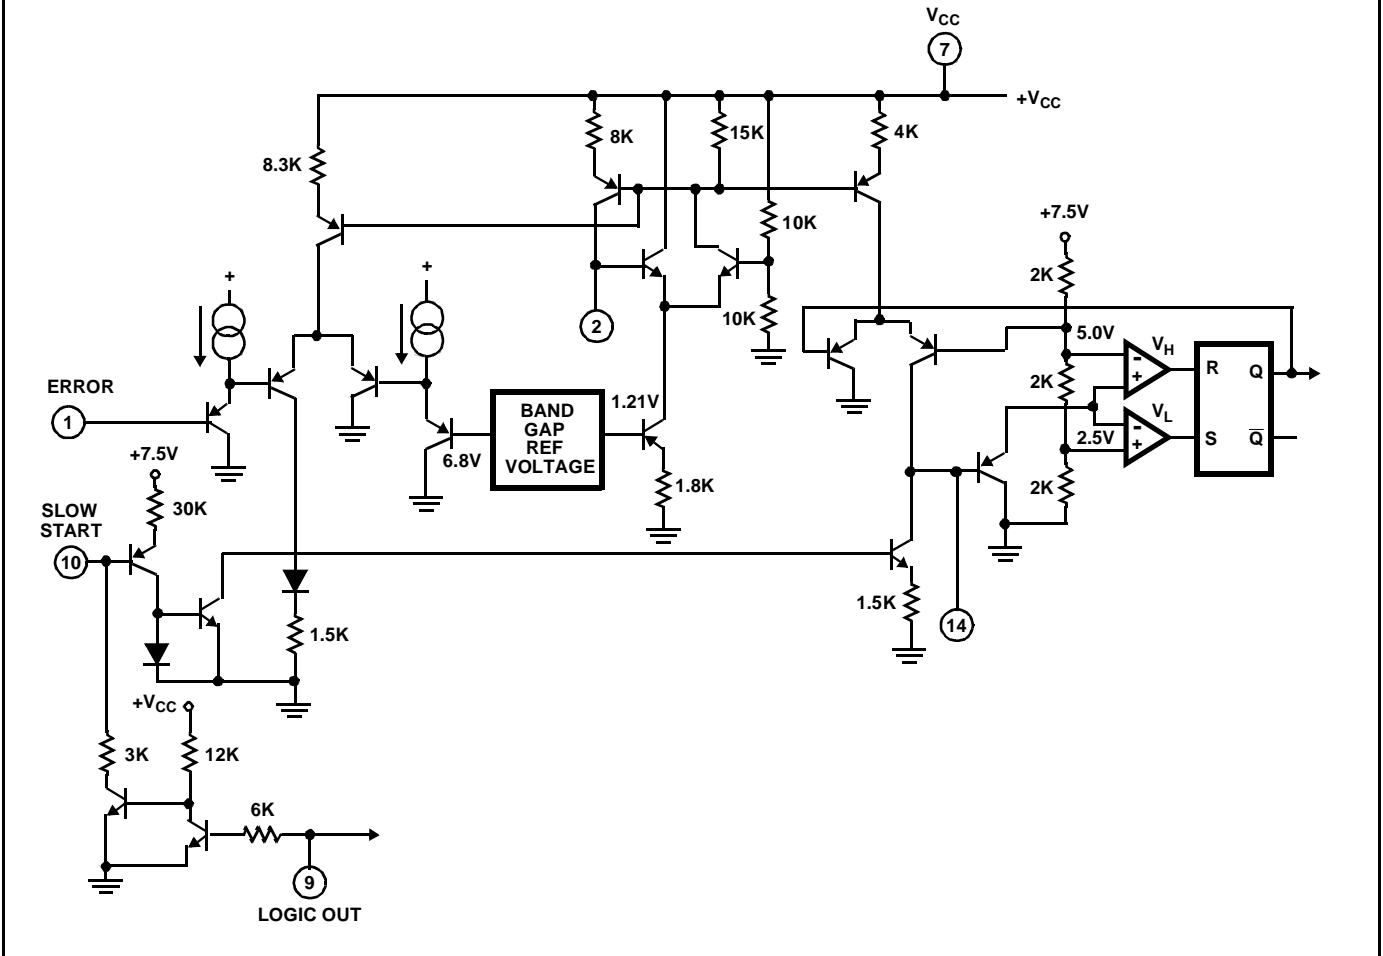 VCC
7
+VCC
8K
15K
4K
8.3K
10K
+7.5V
2K
+
+
10K
2
5.0V
VH
-
+
R
Q
ERROR
1
2K
VL
-
+
S
Q
1.21V
BAND
GAP
REF
VOLTAGE
6.8V
2.5V
+7.5V
30K
1.8K
2K
SLOW
START
10
1.5K
14
1.5K
+VCC
3K
12K
6K
9
LOGIC OUT